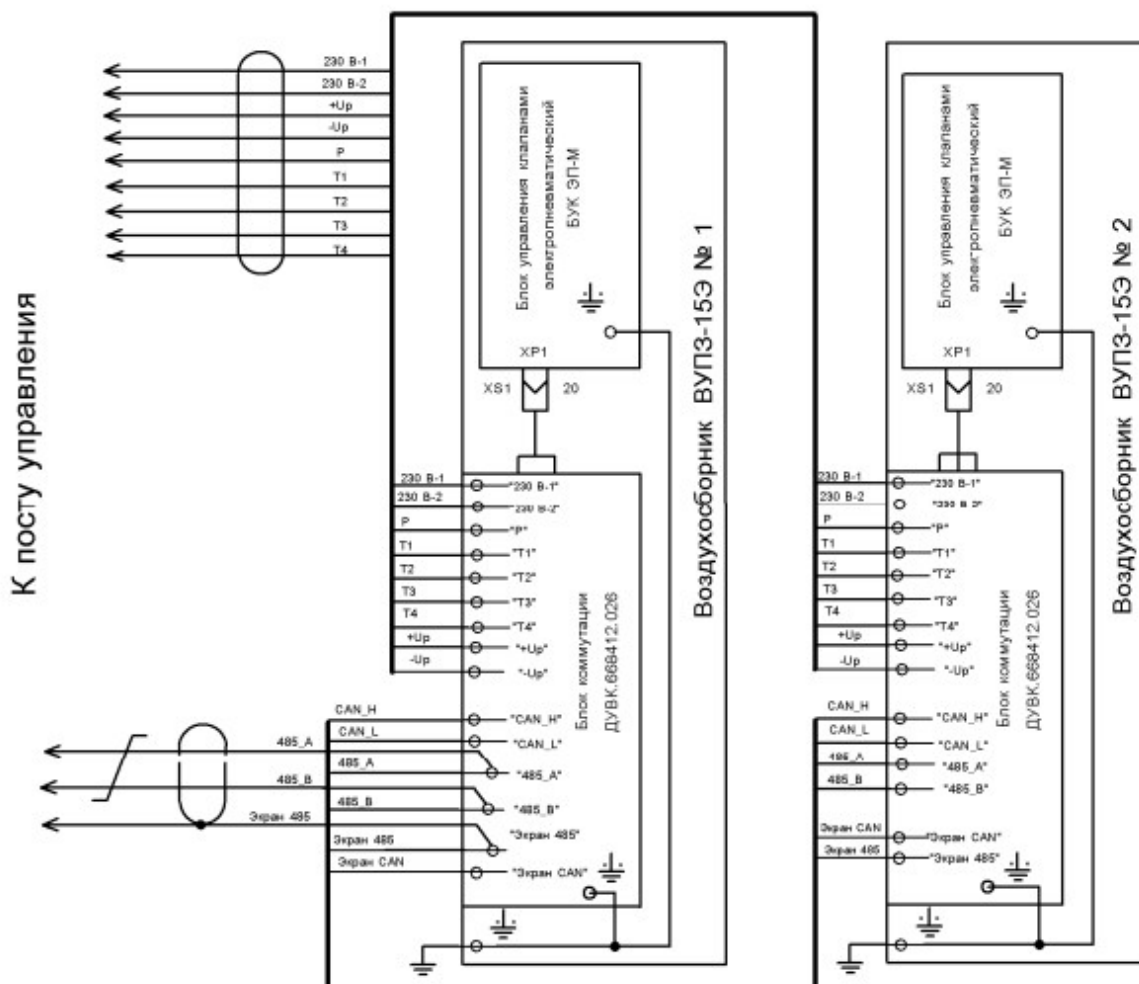 К посту управления
230 В-1
230 В-2
+Up
-Up
P
T1
T2
T3
T4
Блок управления клапанами
электропневматический
БУК ЭП-М
XP1
XS1
20
230 В-1
"230 В-1"
230 В-2
"230 В-2"
P
"P"
T1
"T1"
T2
"T2"
T3
"T3"
T4
"T4"
+Up
"+Up"
-Up
"-Up"
Блок коммутации
ДУВК.668412.026
CAN_H
"CAN_H"
CAN_L
"CAN_L"
485_A
485_A
"485_A"
485_B
485_B
"485_B"
Экран 485
Экран 485
"Экран 485"
Экран CAN
"Экран CAN"
Воздухосборник ВУПЗ-15Э № 1
Блок управления клапанами
электропневматический
БУК ЭП-М
XP1
XS1
20
230 В-1
"230 В-1"
230 В-2
"230 В-2"
P
"P"
T1
"T1"
T2
"T2"
T3
"T3"
T4
"T4"
+Up
"+Up"
-Up
"-Up"
Блок коммутации
ДУВК.668412.026
CAN_H
"CAN_H"
CAN_L
"CAN_L"
485_A
"485_A"
485_B
"485_B"
Экран CAN
"Экран CAN"
Экран 485
"Экран 485"
Воздухосборник ВУПЗ-15Э № 2